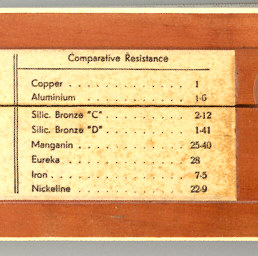 Comparative Resistance
Copper . . . . . . . . . . . . 1
Aluminium . . . . . . . . . . 1·6
Silic. Bronze "C" . . . . . . . . 2·12
Silic. Bronze "D" . . . . . . . . 1·41
Manganin . . . . . . . . . . 25·40
Eureka . . . . . . . . . . . . 28
Iron . . . . . . . . . . . . . 7·5
Nickeline . . . . . . . . . . 22·9